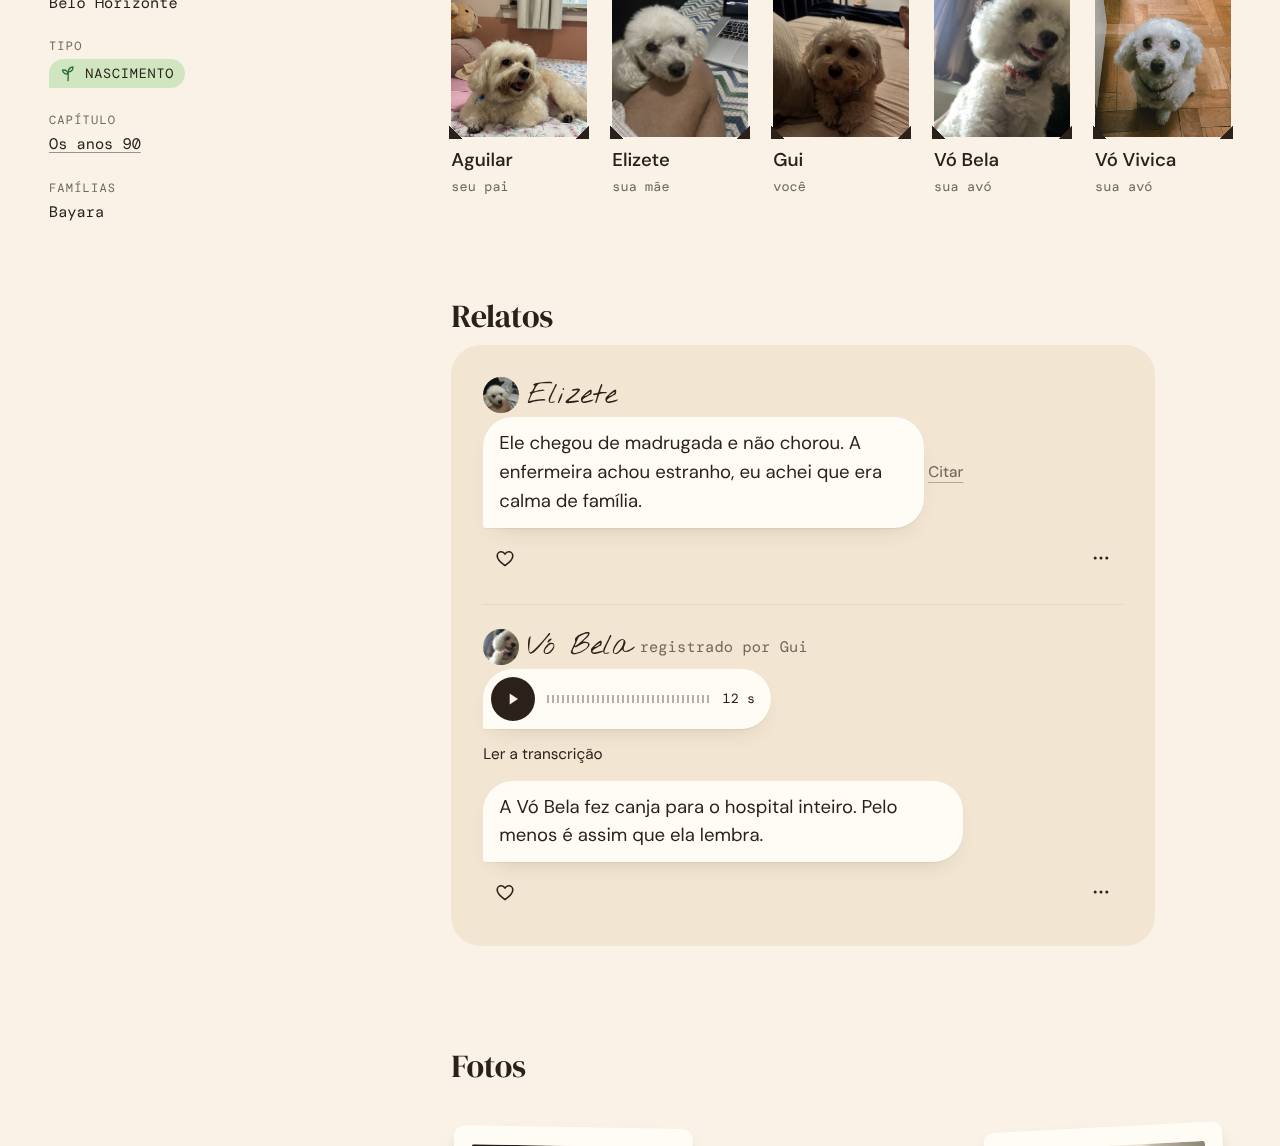 Belo Horizonte
TIPO
NASCIMENTO
CAPÍTULO
Os anos 90
FAMÍLIAS
Bayara
Aguilar
seu pai
Elizete
sua mãe
Gui
você
Vó Bela
sua avó
Vó Vivica
sua avó
Relatos
Elizete
Ele chegou de madrugada e não chorou. A
enfermeira achou estranho, eu achei que era
calma de família.
Citar
Vó Bela registrado por Gui
12 s
Ler a transcrição
A Vó Bela fez canja para o hospital inteiro. Pelo
menos é assim que ela lembra.
Fotos